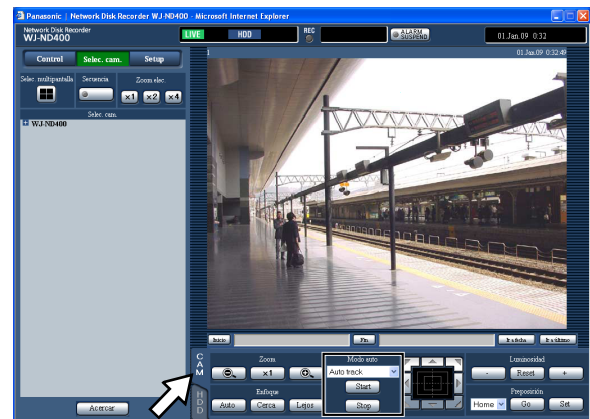 Panasonic | Network Disk Recorder WJ-ND400 - Microsoft Internet Explorer
Network Disk Recorder
WJ-ND400
LIVE
HDD
REC
ALARM
SUSPEND
01.Jan.09 0:32
Control
Selec. cam.
Setup
01.Jan.09 0:32:49
Selec. multipantalla
Secuencia
Zoom elec.
x1
x2
x4
Selec. cam.
WJ-ND400
Inicio
Fin
Ir a fecha
Ir a último
CAM
HDD
Zoom
x1
Modo auto
Auto track
Start
Stop
Luminosidad
-
Reset
+
Enfoque
Auto
Cerca
Lejos
Preposición
Home
Go
Set
Acercar